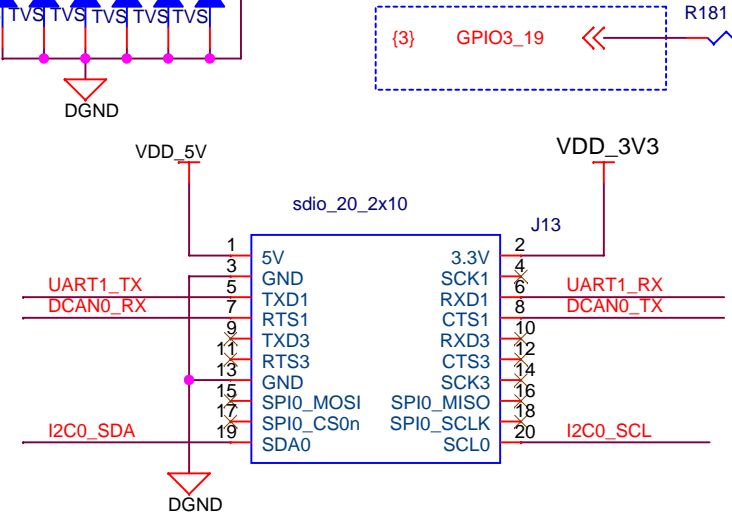 TVS TVS TVS TVS TVS
R181
{3} GPIO3_19
DGND
VDD_5V
VDD_3V3
sdio_20_2x10
J13
1 5V 3.3V 2
3 GND SCK1 4
UART1_TX 5 TXD1 RXD1 6 UART1_RX
DCAN0_RX 7 RTS1 CTS1 8 DCAN0_TX
9 TXD3 RXD3 10
11 RTS3 CTS3 12
13 GND SCK3 14
15 SPI0_MOSI SPI0_MISO 16
17 SPI0_CS0n SPI0_SCLK 18
I2C0_SDA 19 SDA0 SCL0 20 I2C0_SCL
DGND